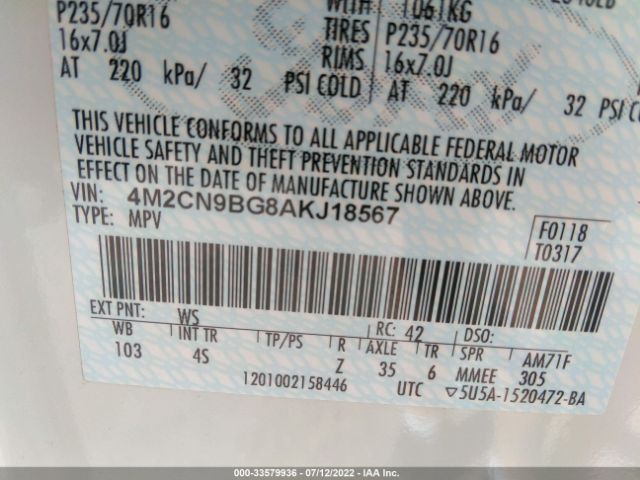 P235/70R16
16x7.0J
AT 220 kPa/ 32 PSI COLD
WITH 1061KG
TIRES P235/70R16
RIMS 16x7.0J
AT 220 kPa/ 32 PSI
THIS VEHICLE CONFORMS TO ALL APPLICABLE FEDERAL MOTOR
VEHICLE SAFETY AND THEFT PREVENTION STANDARDS IN
EFFECT ON THE DATE OF MANUFACTURE SHOWN ABOVE.
VIN: 4M2CN9BG8AKJ18567
TYPE: MPV
F0118
T0317
EXT PNT: WS RC: 42 DSO:
WB INT TR TP/PS R AXLE TR SPR AM71F
103 4S Z 35 6 MMEE 305
1201002158446 UTC ▽5U5A-1520472-BA
000-33579936 - 07/12/2022 - IAA Inc.